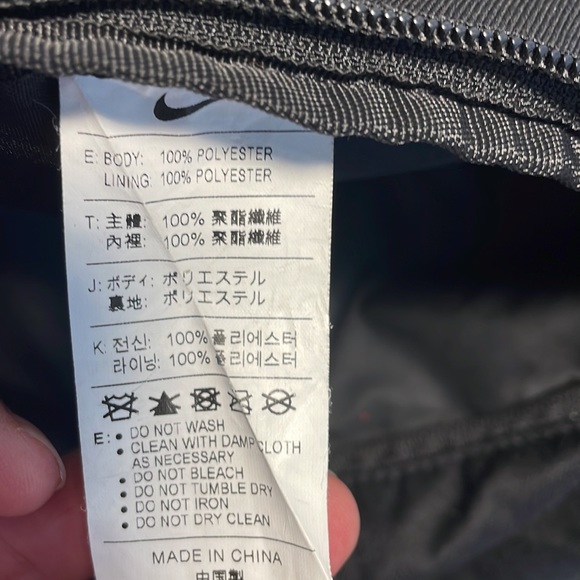 E: BODY: 100% POLYESTER
LINING: 100% POLYESTER
T: 主體: 100% 聚酯纖維
內裡: 100% 聚酯纖維
J: ボディ: ポリエステル
裏地: ポリエステル
K: 전신: 100% 폴리에스터
라이닝: 100% 폴리에스터
E: • DO NOT WASH
• CLEAN WITH DAMP CLOTH
AS NECESSARY
• DO NOT BLEACH
• DO NOT TUMBLE DRY
• DO NOT IRON
• DO NOT DRY CLEAN
MADE IN CHINA
中国製